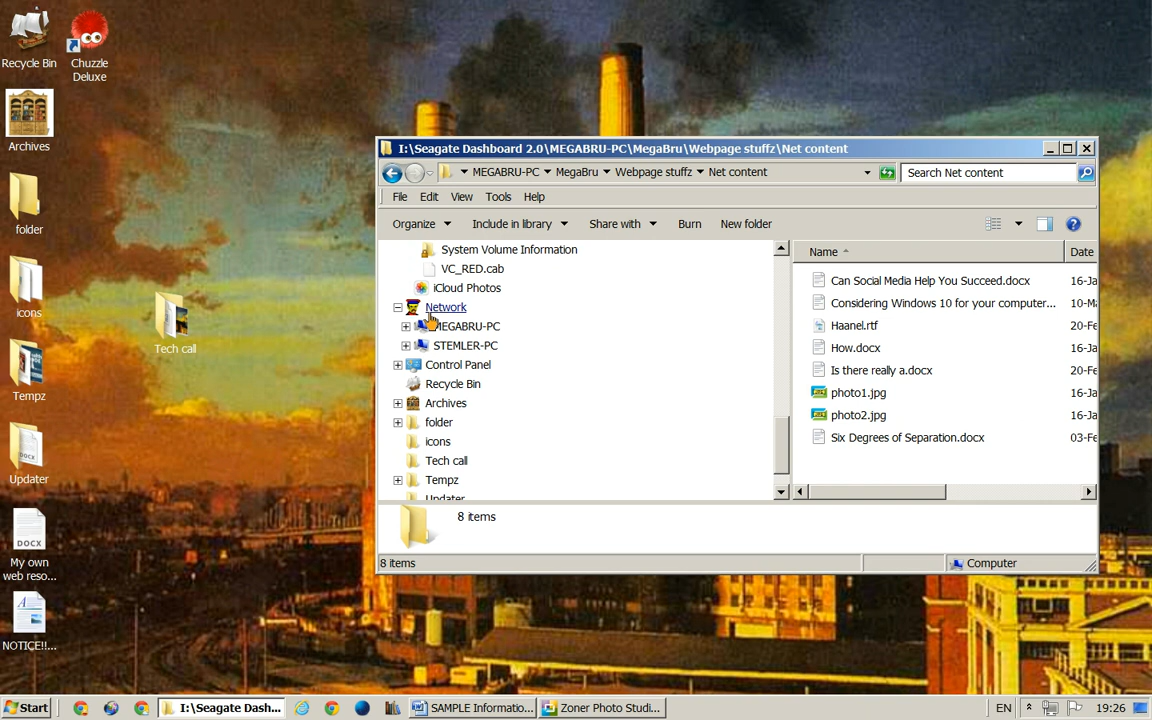 Recycle Bin
Chuzzle
Deluxe
Archives
folder
icons
Tech call
Tempz
Updater
DOCX
My own
web reso...
DOCX
NOTICE!!...
I:\Seagate Dashboard 2.0\MEGABRU-PC\MegaBru\Webpage stuffz\Net content
MEGABRU-PC MegaBru Webpage stuffz Net content
Search Net content
File Edit View Tools Help
Organize Include in library Share with Burn New folder
System Volume Information
VC_RED.cab
iCloud Photos
Network
MEGABRU-PC
STEMLER-PC
Control Panel
Recycle Bin
Archives
folder
icons
Tech call
Tempz
Updater
Name Date
Can Social Media Help You Succeed.docx 16-Ja
Considering Windows 10 for your computer... 10-M
Haanel.rtf 20-Fe
How.docx 16-Ja
Is there really a.docx 20-Fe
photo1.jpg 16-Ja
photo2.jpg 16-Ja
Six Degrees of Separation.docx 03-Fe
8 items
8 items
Computer
Start
I:\Seagate Dash...
SAMPLE Informatio...
Zoner Photo Studi...
EN
19:26